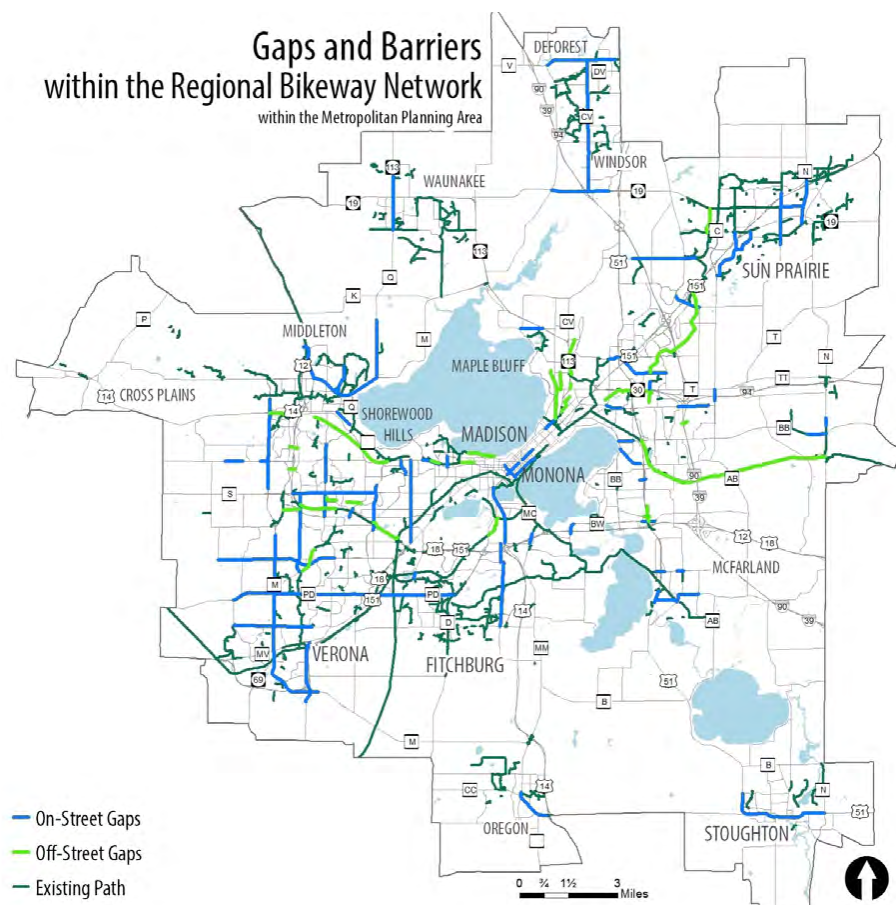 Gaps and Barriers
within the Regional Bikeway Network
within the Metropolitan Planning Area
DEFOREST
V
DV
90
39
CV
94
WINDSOR
113
WAUNAKEE
N
19
19
C
19
113
51
SUN PRAIRIE
Q
151
K
P
CV
T
MIDDLETON
M
N
12
MAPLE BLUFF
113
151
TT
14
CROSS PLAINS
30
T
94
Q
14
SHOREWOOD
HILLS
MADISON
BB
MONONA
S
BB
90
AB
39
MC
BW
12
18
18
151
MCFARLAND
18
M
PD
151
PD
14
90
39
D
AB
MV
VERONA
FITCHBURG
MM
69
51
B
M
B
CC
14
N
51
OREGON
STOUGHTON
On-Street Gaps
Off-Street Gaps
Existing Path
0 ¾ 1½ 3
Miles